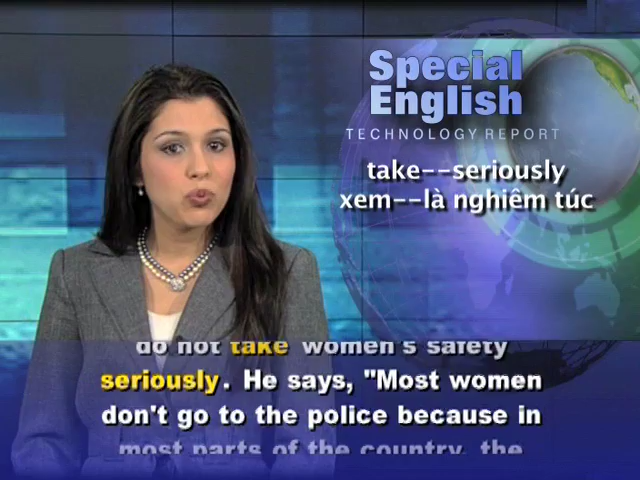 Special
English
TECHNOLOGY REPORT
take--seriously
xem--là nghiêm túc
do not take women's safety
seriously. He says, "Most women
don't go to the police because in
most parts of the country, the